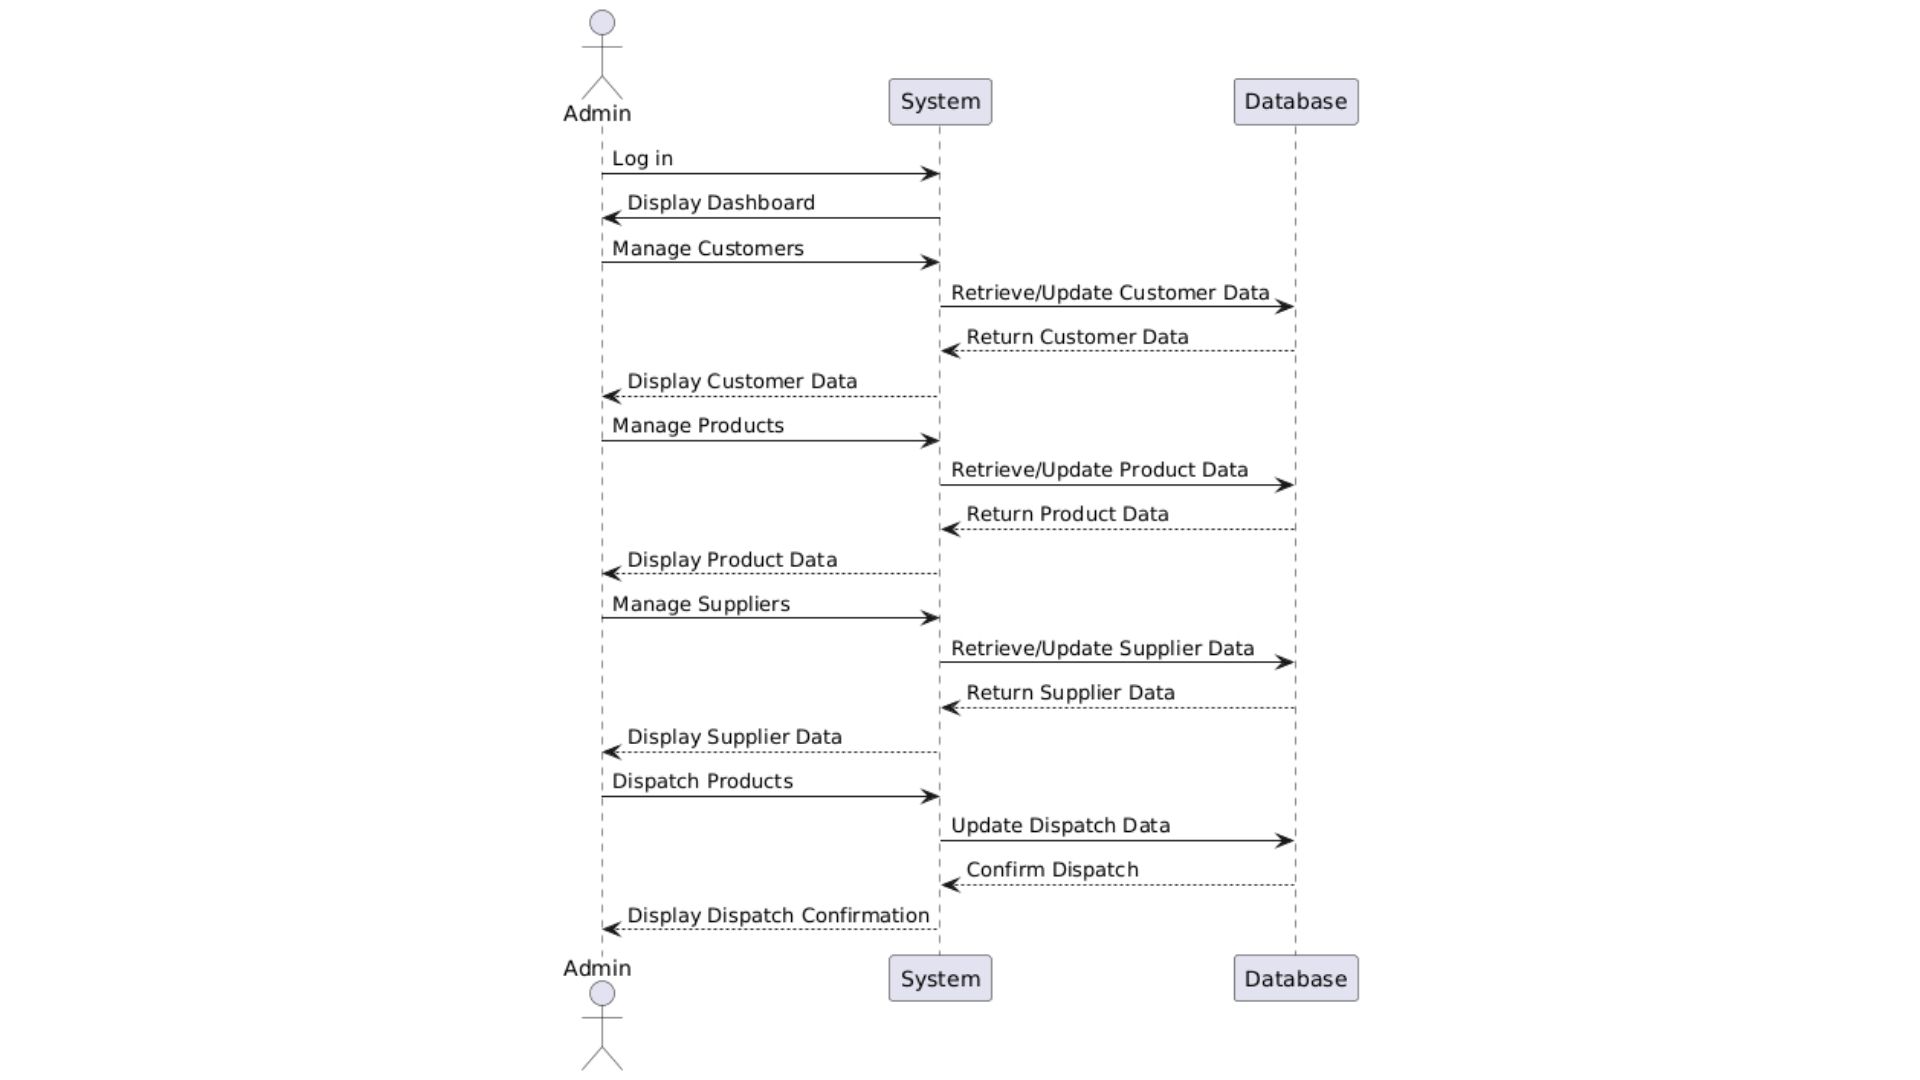 Admin
System
Database
Log in
Display Dashboard
Manage Customers
Retrieve/Update Customer Data
Return Customer Data
Display Customer Data
Manage Products
Retrieve/Update Product Data
Return Product Data
Display Product Data
Manage Suppliers
Retrieve/Update Supplier Data
Return Supplier Data
Display Supplier Data
Dispatch Products
Update Dispatch Data
Confirm Dispatch
Display Dispatch Confirmation
Admin
System
Database